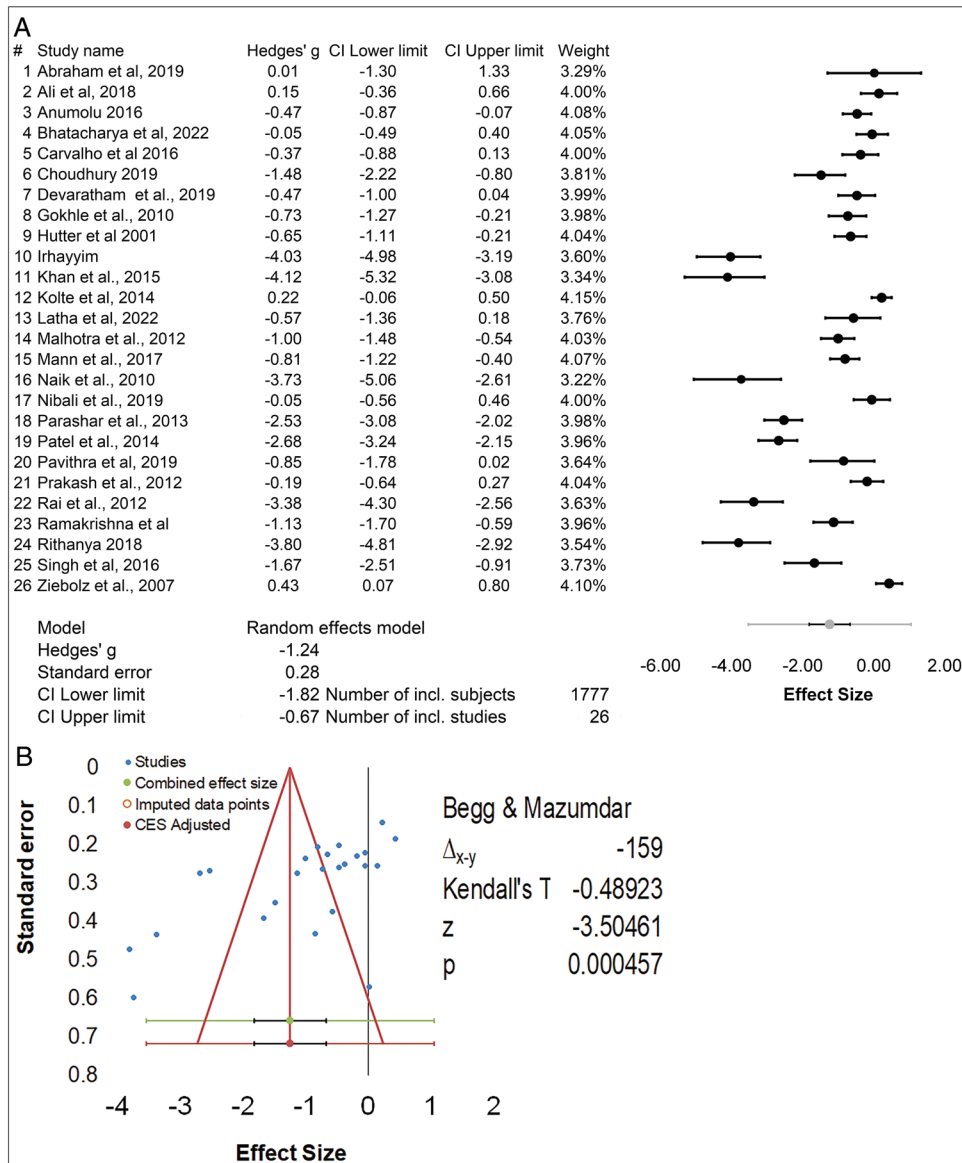 A
# Study name Hedges' g CI Lower limit CI Upper limit Weight
1 Abraham et al, 2019 0.01 -1.30 1.33 3.29%
2 Ali et al, 2018 0.15 -0.36 0.66 4.00%
3 Anumolu 2016 -0.47 -0.87 -0.07 4.08%
4 Bhatacharya et al, 2022 -0.05 -0.49 0.40 4.05%
5 Carvalho et al 2016 -0.37 -0.88 0.13 4.00%
6 Choudhury 2019 -1.48 -2.22 -0.80 3.81%
7 Devaratham et al., 2019 -0.47 -1.00 0.04 3.99%
8 Gokhle et al., 2010 -0.73 -1.27 -0.21 3.98%
9 Hutter et al 2001 -0.65 -1.11 -0.21 4.04%
10 Irhayyim -4.03 -4.98 -3.19 3.60%
11 Khan et al., 2015 -4.12 -5.32 -3.08 3.34%
12 Kolte et al, 2014 0.22 -0.06 0.50 4.15%
13 Latha et al, 2022 -0.57 -1.36 0.18 3.76%
14 Malhotra et al., 2012 -1.00 -1.48 -0.54 4.03%
15 Mann et al., 2017 -0.81 -1.22 -0.40 4.07%
16 Naik et al., 2010 -3.73 -5.06 -2.61 3.22%
17 Nibali et al., 2019 -0.05 -0.56 0.46 4.00%
18 Parashar et al., 2013 -2.53 -3.08 -2.02 3.98%
19 Patel et al., 2014 -2.68 -3.24 -2.15 3.96%
20 Pavithra et al, 2019 -0.85 -1.78 0.02 3.64%
21 Prakash et al., 2012 -0.19 -0.64 0.27 4.04%
22 Rai et al., 2012 -3.38 -4.30 -2.56 3.63%
23 Ramakrishna et al -1.13 -1.70 -0.59 3.96%
24 Rithanya 2018 -3.80 -4.81 -2.92 3.54%
25 Singh et al, 2016 -1.67 -2.51 -0.91 3.73%
26 Ziebolz et al., 2007 0.43 0.07 0.80 4.10%
Model Random effects model
Hedges' g -1.24
Standard error 0.28
CI Lower limit -1.82 Number of incl. subjects 1777
CI Upper limit -0.67 Number of incl. studies 26
-6.00 -4.00 -2.00 0.00 2.00
Effect Size
B
Studies
Combined effect size
Imputed data points
CES Adjusted
0
0.1
0.2
0.3
0.4
0.5
0.6
0.7
0.8
Standard error
-4 -3 -2 -1 0 1 2
Effect Size
Begg & Mazumdar
Δx-y -159
Kendall's T -0.48923
z -3.50461
p 0.000457